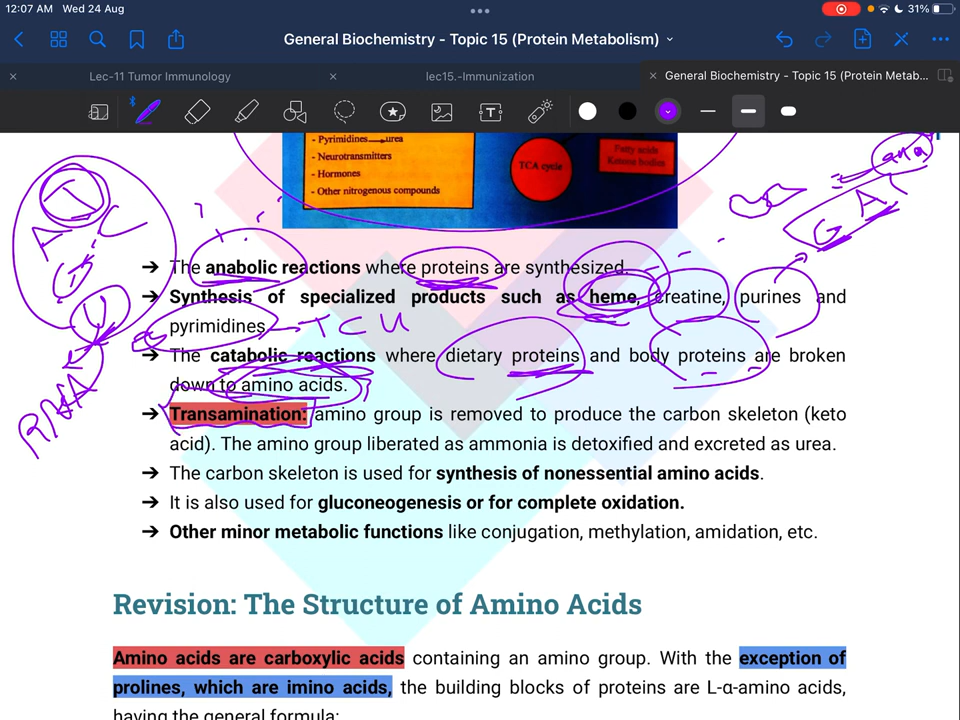 12:07 AM Wed 24 Aug
31%
General Biochemistry - Topic 15 (Protein Metabolism)
Lec-11 Tumor Immunology
lec15.-Immunization
General Biochemistry - Topic 15 (Protein Metab...
- Pyrimidines → urea
- Neurotransmitters
- Hormones
- Other nitrogenous compounds
TCA cycle
Fatty acids
Ketone bodies
ana
G A
T
A C
G
U
RNA
➔ The anabolic reactions where proteins are synthesized.
➔ Synthesis of specialized products such as heme, creatine, purines and
pyrimidines
T C U
➔ The catabolic reactions where dietary proteins and body proteins are broken
down to amino acids.
➔ Transamination: amino group is removed to produce the carbon skeleton (keto
acid). The amino group liberated as ammonia is detoxified and excreted as urea.
➔ The carbon skeleton is used for synthesis of nonessential amino acids.
➔ It is also used for gluconeogenesis or for complete oxidation.
➔ Other minor metabolic functions like conjugation, methylation, amidation, etc.
Revision: The Structure of Amino Acids
Amino acids are carboxylic acids containing an amino group. With the exception of
prolines, which are imino acids, the building blocks of proteins are L-α-amino acids,
having the general formula: